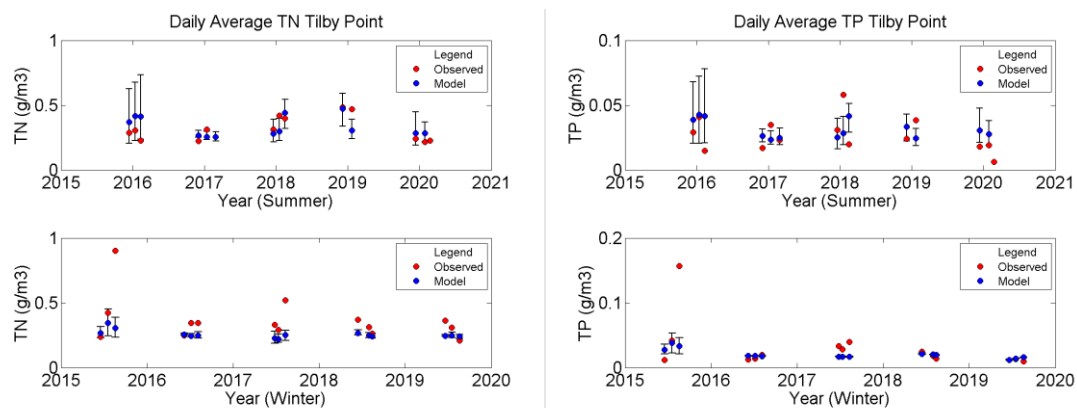 Daily Average TN Tilby Point
TN (g/m3)
1
0.5
0
2015 2016 2017 2018 2019 2020 2021
Year (Summer)
Legend
Observed
Model
Daily Average TP Tilby Point
TP (g/m3)
0.1
0.05
0
2015 2016 2017 2018 2019 2020 2021
Year (Summer)
Legend
Observed
Model
TN (g/m3)
1
0.5
0
2015 2016 2017 2018 2019 2020
Year (Winter)
Legend
Observed
Model
TP (g/m3)
0.2
0.1
0
2015 2016 2017 2018 2019 2020
Year (Winter)
Legend
Observed
Model